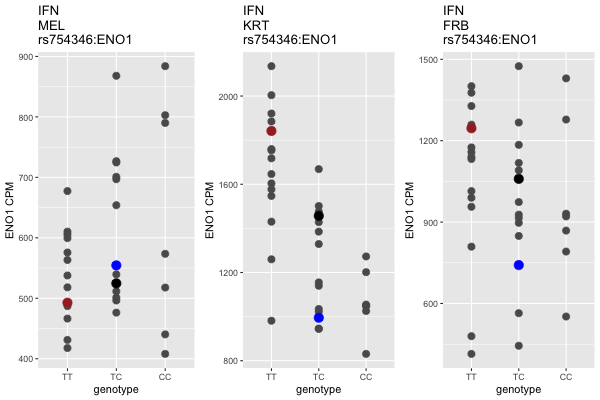 IFN
MEL
rs754346:ENO1
900
800
700
600
500
400
ENO1 CPM
TT
TC
CC
genotype
IFN
KRT
rs754346:ENO1
2000
1600
1200
800
ENO1 CPM
TT
TC
CC
genotype
IFN
FRB
rs754346:ENO1
1500
1200
900
600
ENO1 CPM
TT
TC
CC
genotype